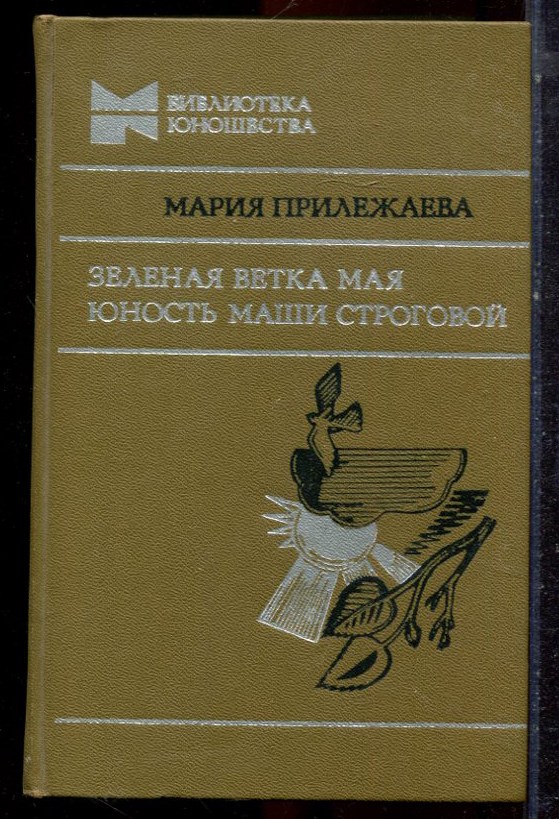 БИБЛИОТЕКА
ЮНОШЕСТВА
МАРИЯ ПРИЛЕЖАЕВА
ЗЕЛЕНАЯ ВЕТКА МАЯ
ЮНОСТЬ МАШИ СТРОГОВОЙ